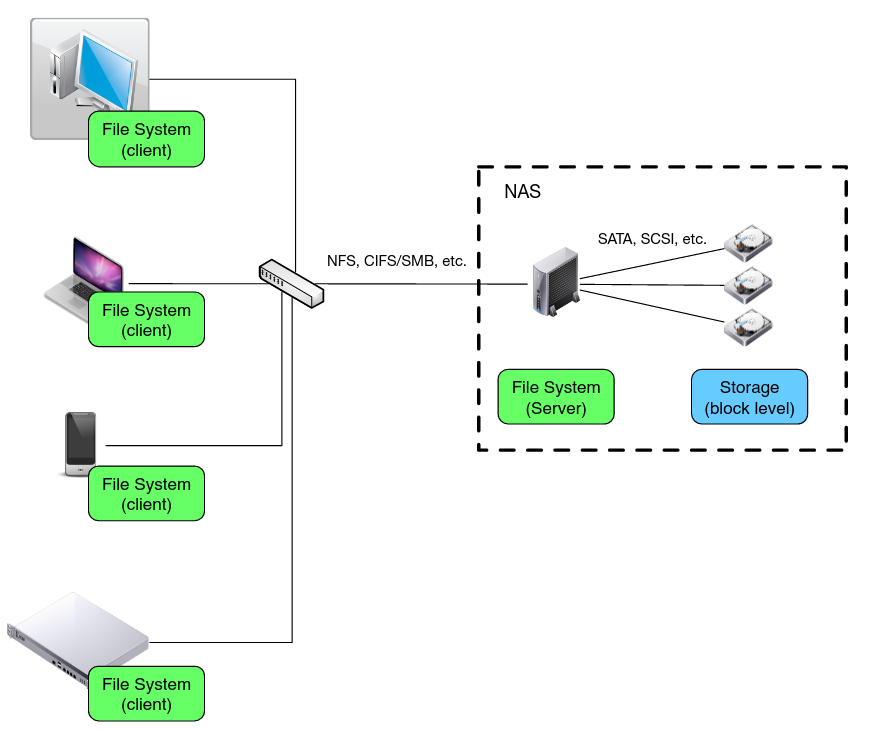 File System
(client)
NAS
SATA, SCSI, etc.
NFS, CIFS/SMB, etc.
File System
(client)
File System
(Server)
Storage
(block level)
File System
(client)
File System
(client)